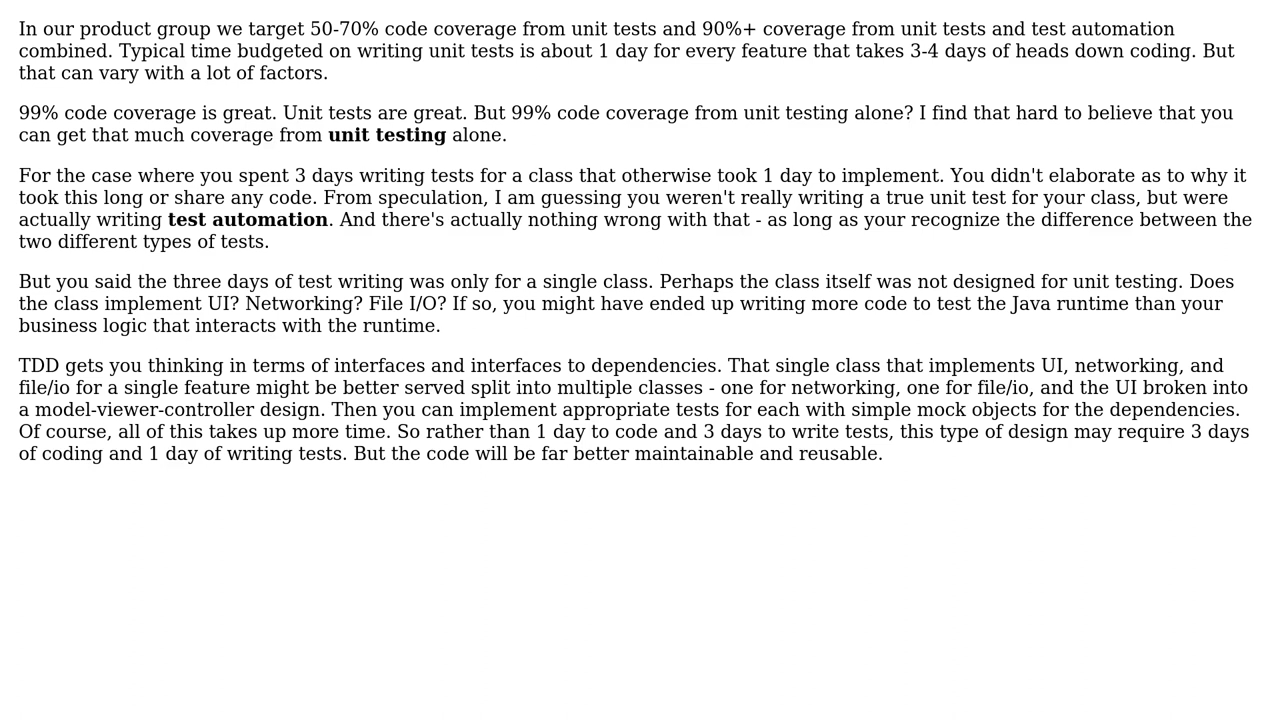 In our product group we target 50-70% code coverage from unit tests and 90%+ coverage from unit tests and test automation
combined. Typical time budgeted on writing unit tests is about 1 day for every feature that takes 3-4 days of heads down coding. But
that can vary with a lot of factors.
99% code coverage is great. Unit tests are great. But 99% code coverage from unit testing alone? I find that hard to believe that you
can get that much coverage from unit testing alone.
For the case where you spent 3 days writing tests for a class that otherwise took 1 day to implement. You didn't elaborate as to why it
took this long or share any code. From speculation, I am guessing you weren't really writing a true unit test for your class, but were
actually writing test automation. And there's actually nothing wrong with that - as long as your recognize the difference between the
two different types of tests.
But you said the three days of test writing was only for a single class. Perhaps the class itself was not designed for unit testing. Does
the class implement UI? Networking? File I/O? If so, you might have ended up writing more code to test the Java runtime than your
business logic that interacts with the runtime.
TDD gets you thinking in terms of interfaces and interfaces to dependencies. That single class that implements UI, networking, and
file/io for a single feature might be better served split into multiple classes - one for networking, one for file/io, and the UI broken into
a model-viewer-controller design. Then you can implement appropriate tests for each with simple mock objects for the dependencies.
Of course, all of this takes up more time. So rather than 1 day to code and 3 days to write tests, this type of design may require 3 days
of coding and 1 day of writing tests. But the code will be far better maintainable and reusable.